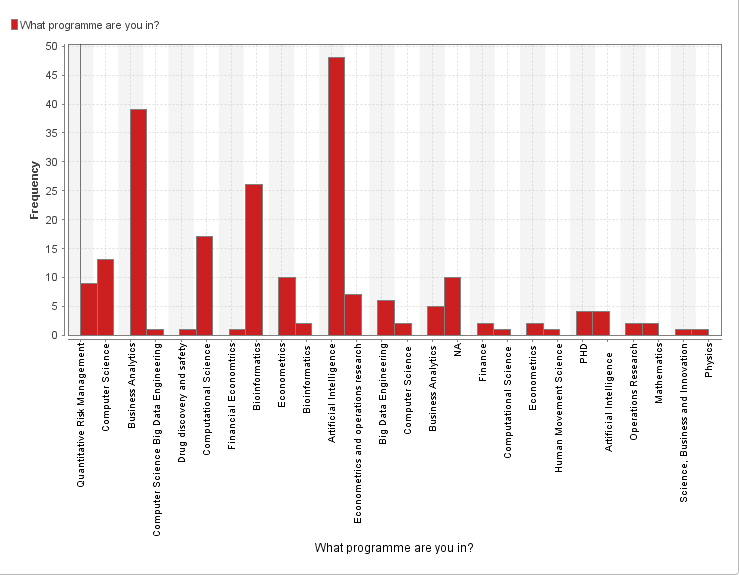 What programme are you in?
50
45
40
35
30
25
20
15
10
5
0
Frequency
Quantitative Risk Management
Computer Science
Business Analytics
Computer Science Big Data Engineering
Drug discovery and safety
Computational Science
Financial Economtrics
Bioinformatics
Econometrics
Bioinformatics
Artificial Intelligence
Econometrics and operations research
Big Data Engineering
Computer Science
Business Analytics
NA
Finance
Computational Science
Econometrics
Human Movement Science
PHD
Artificial Intelligence
Operations Research
Mathematics
Science, Business and Innovation
Physics
What programme are you in?